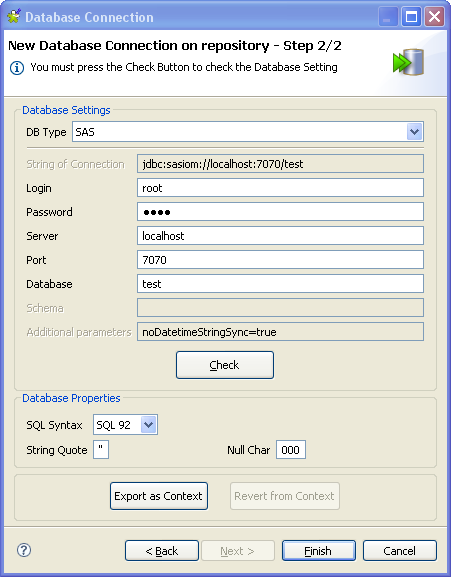 Database Connection
New Database Connection on repository - Step 2/2
You must press the Check Button to check the Database Setting
Database Settings
DB Type SAS
String of Connection jdbc:sasiom://localhost:7070/test
Login root
Password ●●●●
Server localhost
Port 7070
Database test
Schema
Additional parameters noDatetimeStringSync=true
Check
Database Properties
SQL Syntax SQL 92
String Quote " Null Char 000
Export as Context Revert from Context
? < Back Next > Finish Cancel